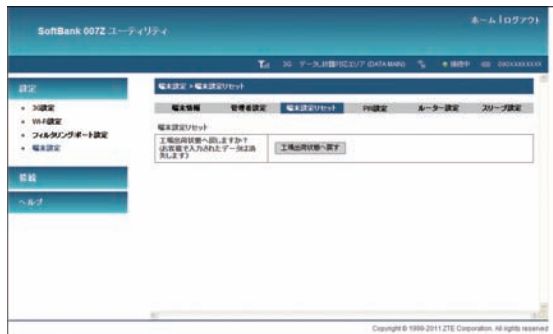 ホーム | ログアウト
SoftBank 007Z ユーティリティ
3G
接続中
設定
3G設定
Wi-Fi設定
フィルタリングポート設定
端末設定
情報
ヘルプ
端末設定 > 端末設定リセット
端末情報 管理者設定 端末設定リセット PIN設定 ルーター設定 スリープ設定
端末設定リセット
工場出荷状態へ戻しますか？
(お客様で入力されたデータは消失します)
工場出荷状態へ戻す
Copyright © 1998-2011 ZTE Corporation. All rights reserved